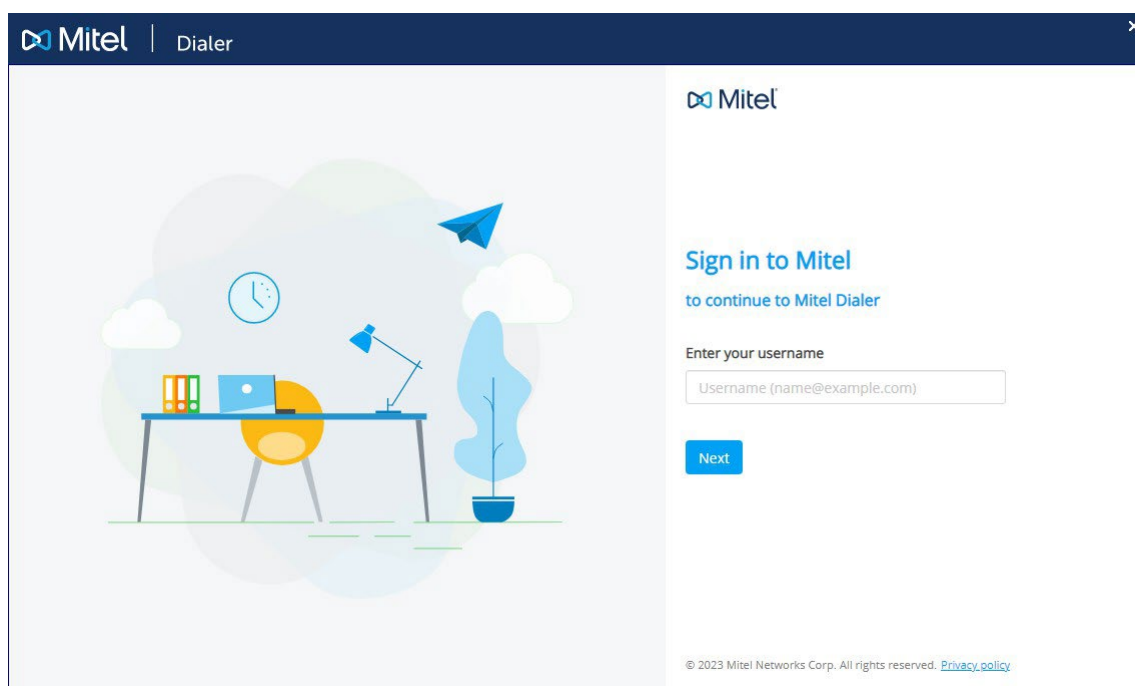 Mitel | Dialer
Mitel
Sign in to Mitel
to continue to Mitel Dialer
Enter your username
Username (name@example.com)
Next
© 2023 Mitel Networks Corp. All rights reserved. Privacy policy